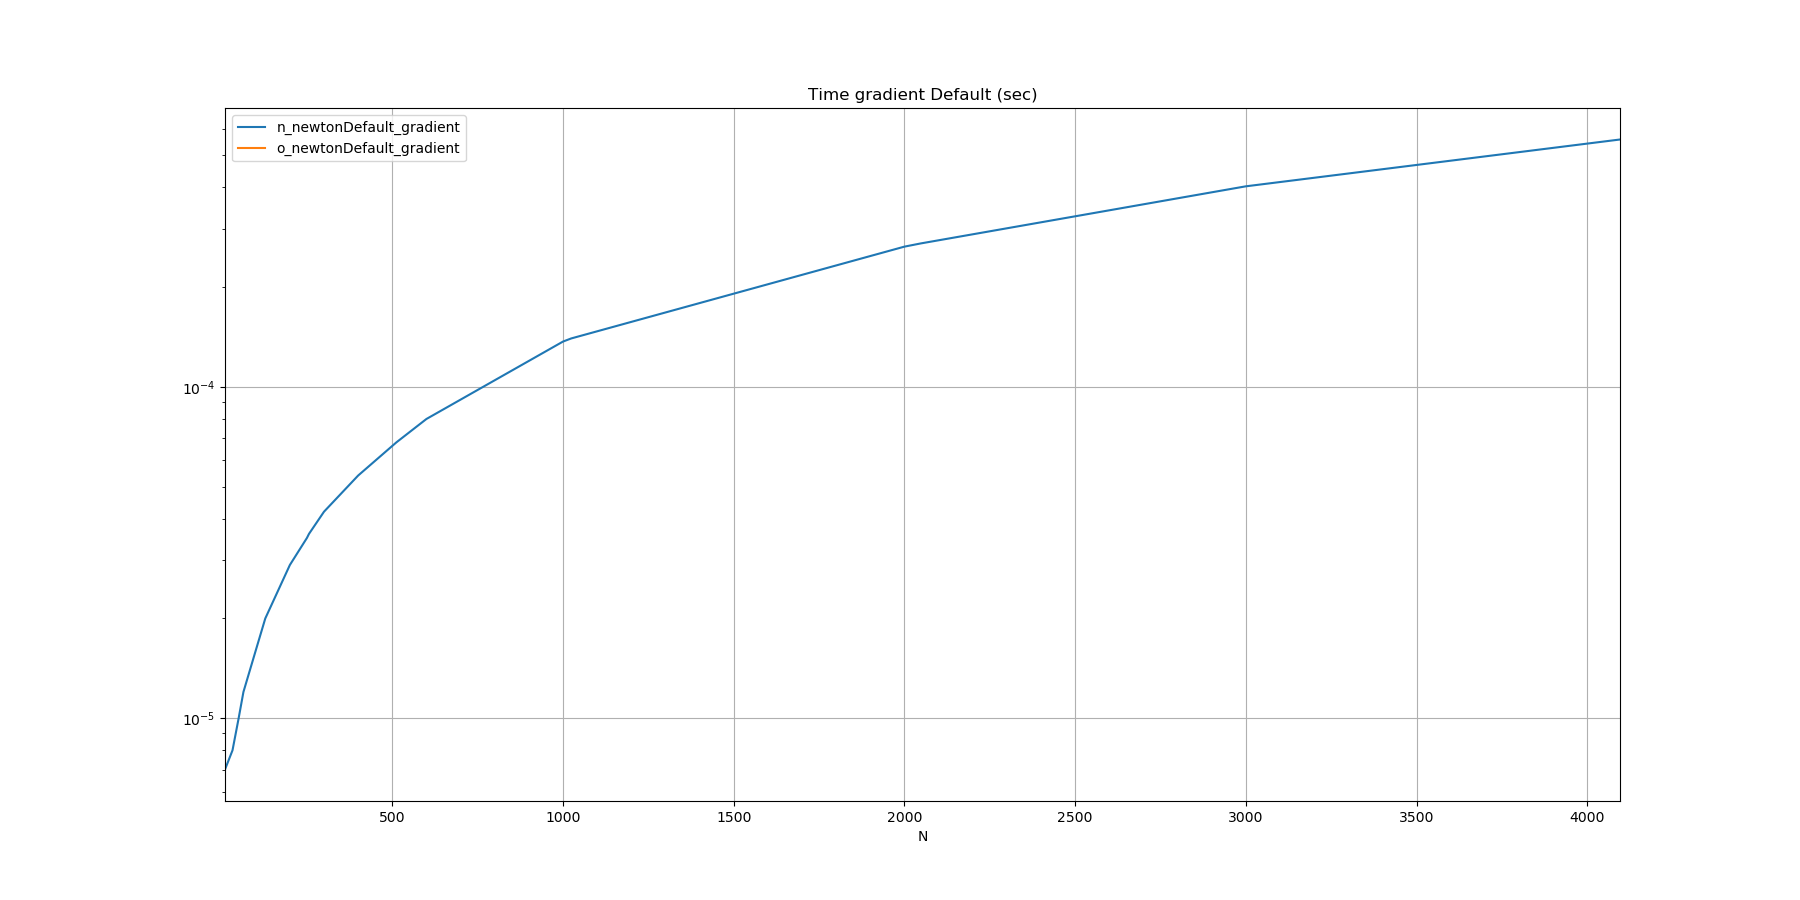 Time gradient Default (sec)
n_newtonDefault_gradient
o_newtonDefault_gradient
10⁻⁴
10⁻⁵
500 1000 1500 2000 2500 3000 3500 4000
N